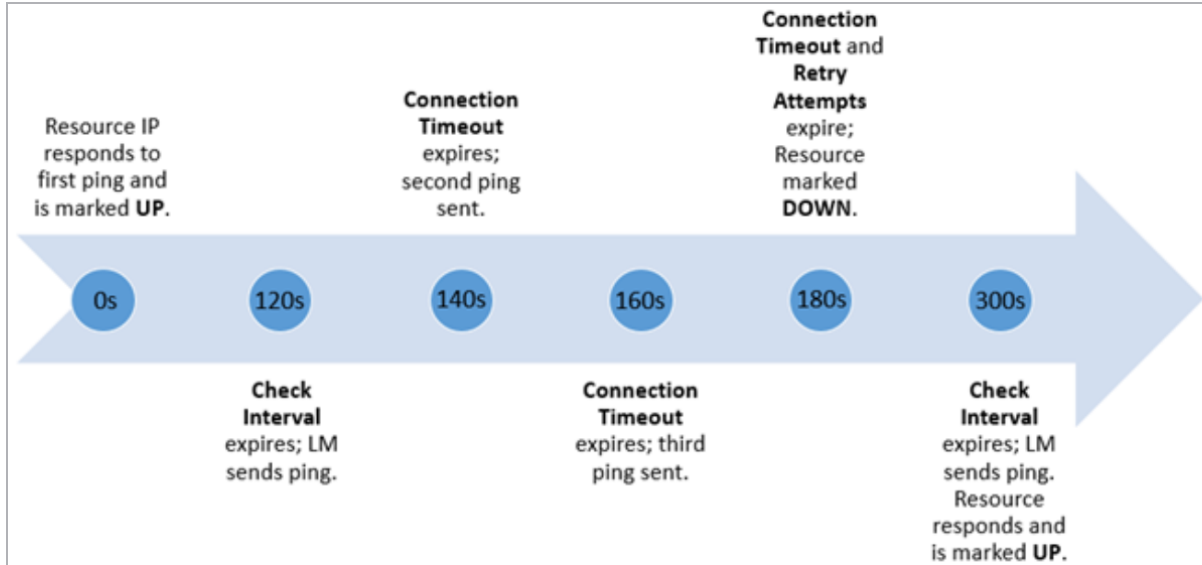 Resource IP
responds to
first ping and
is marked UP.
Connection
Timeout
expires;
second ping
sent.
Connection
Timeout and
Retry
Attempts
expire;
Resource
marked
DOWN.
0s
120s
140s
160s
180s
300s
Check
Interval
expires; LM
sends ping.
Connection
Timeout
expires; third
ping sent.
Check
Interval
expires; LM
sends ping.
Resource
responds and
is marked UP.